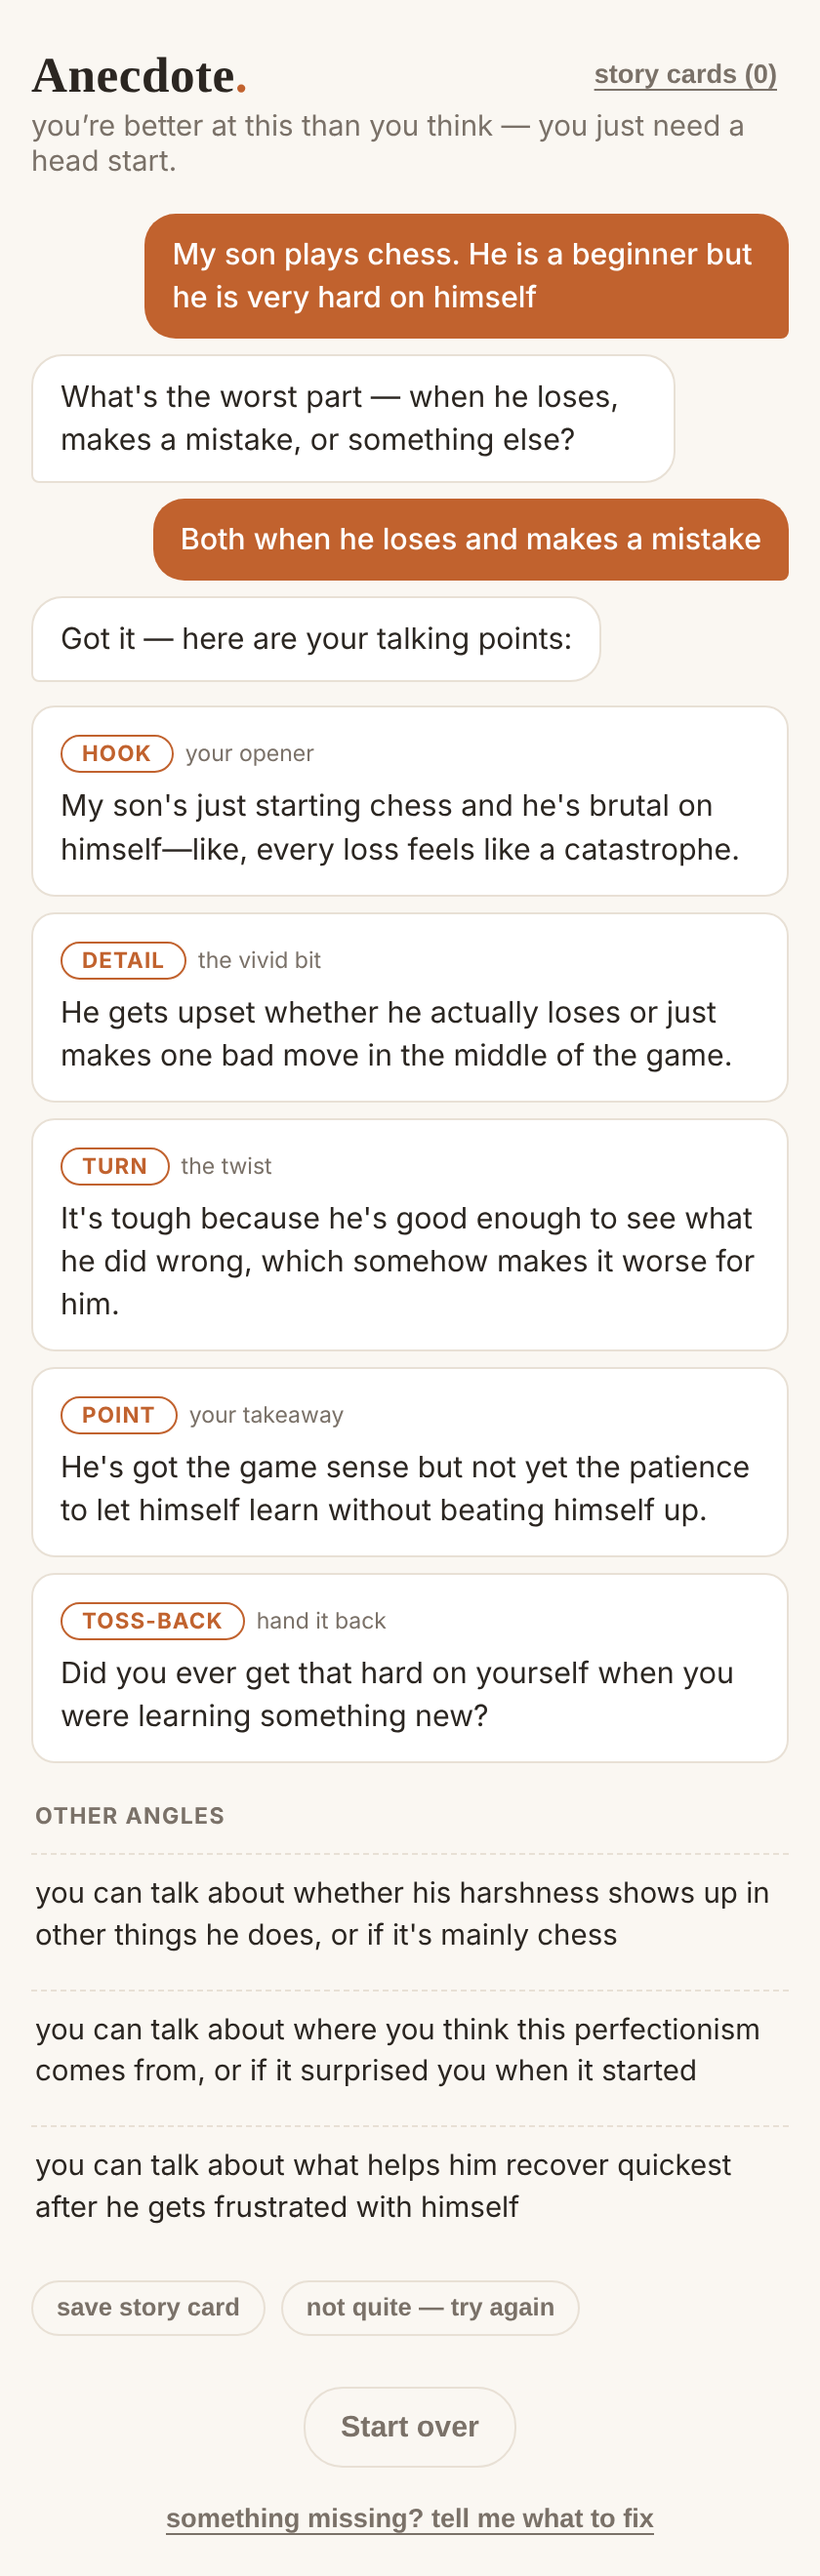 Anecdote.
story cards (0)
you’re better at this than you think — you just need a
head start.
My son plays chess. He is a beginner but
he is very hard on himself
What's the worst part — when he loses,
makes a mistake, or something else?
Both when he loses and makes a mistake
Got it — here are your talking points:
HOOK your opener
My son's just starting chess and he's brutal on
himself—like, every loss feels like a catastrophe.
DETAIL the vivid bit
He gets upset whether he actually loses or just
makes one bad move in the middle of the game.
TURN the twist
It's tough because he's good enough to see what
he did wrong, which somehow makes it worse for
him.
POINT your takeaway
He's got the game sense but not yet the patience
to let himself learn without beating himself up.
TOSS-BACK hand it back
Did you ever get that hard on yourself when you
were learning something new?
OTHER ANGLES
you can talk about whether his harshness shows up in
other things he does, or if it's mainly chess
you can talk about where you think this perfectionism
comes from, or if it surprised you when it started
you can talk about what helps him recover quickest
after he gets frustrated with himself
save story card
not quite — try again
Start over
something missing? tell me what to fix